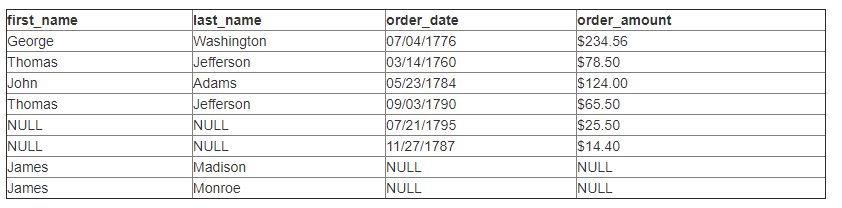 first_name last_name order_date order_amount
George Washington 07/04/1776 $234.56
Thomas Jefferson 03/14/1760 $78.50
John Adams 05/23/1784 $124.00
Thomas Jefferson 09/03/1790 $65.50
NULL NULL 07/21/1795 $25.50
NULL NULL 11/27/1787 $14.40
James Madison NULL NULL
James Monroe NULL NULL